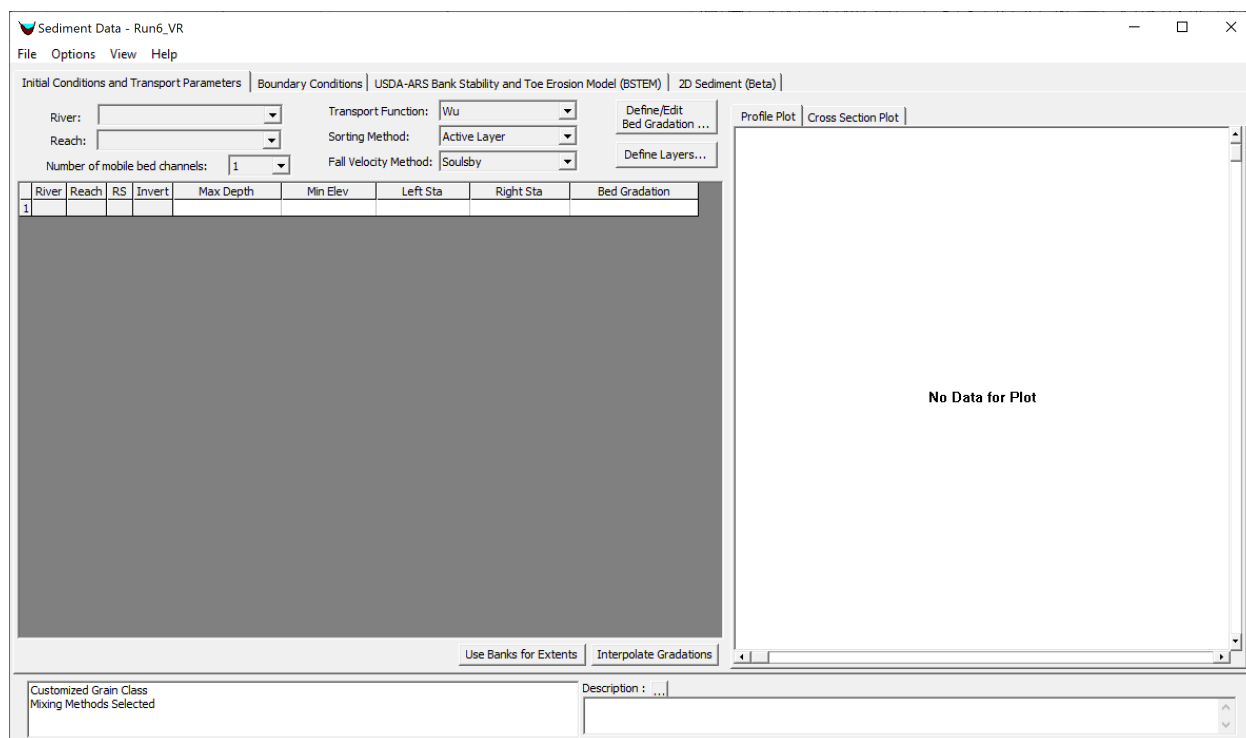 Sediment Data - Run6_VR
File Options View Help
Initial Conditions and Transport Parameters Boundary Conditions USDA-ARS Bank Stability and Toe Erosion Model (BSTEM) 2D Sediment (Beta)
River:
Reach:
Number of mobile bed channels: 1
Transport Function: Wu
Sorting Method: Active Layer
Fall Velocity Method: Soulsby
Define/Edit
Bed Gradation ...
Define Layers...
River Reach RS Invert Max Depth Min Elev Left Sta Right Sta Bed Gradation
1
Use Banks for Extents Interpolate Gradations
Profile Plot Cross Section Plot
No Data for Plot
Customized Grain Class
Mixing Methods Selected
Description : ...